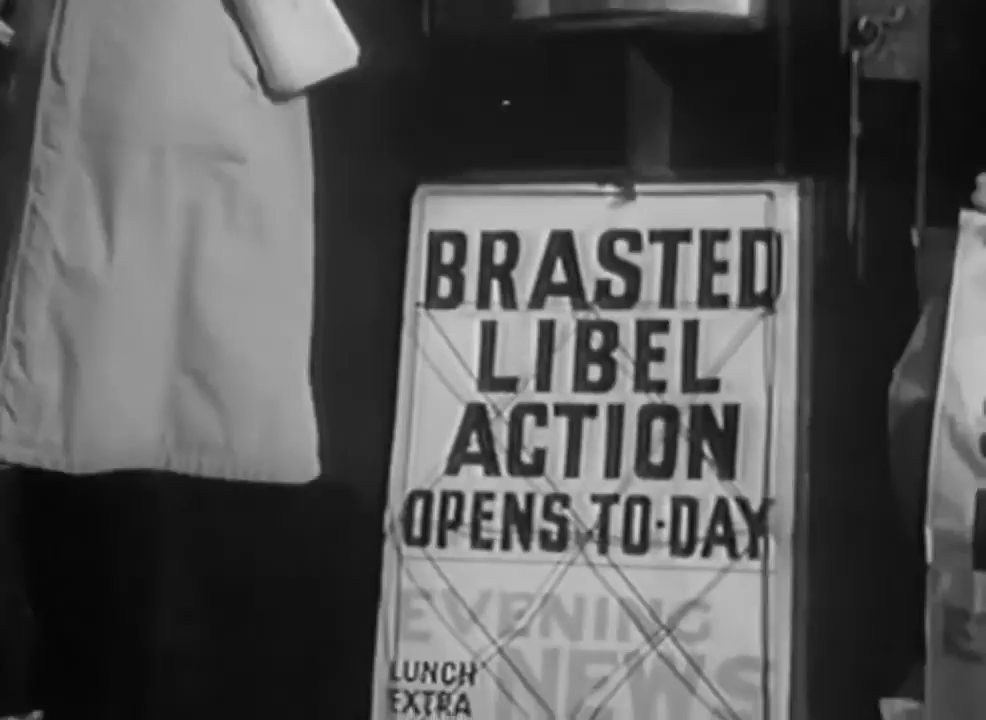 BRASTED
LIBEL
ACTION
OPENS TO-DAY
EVENING
NEWS
LUNCH
EXTRA